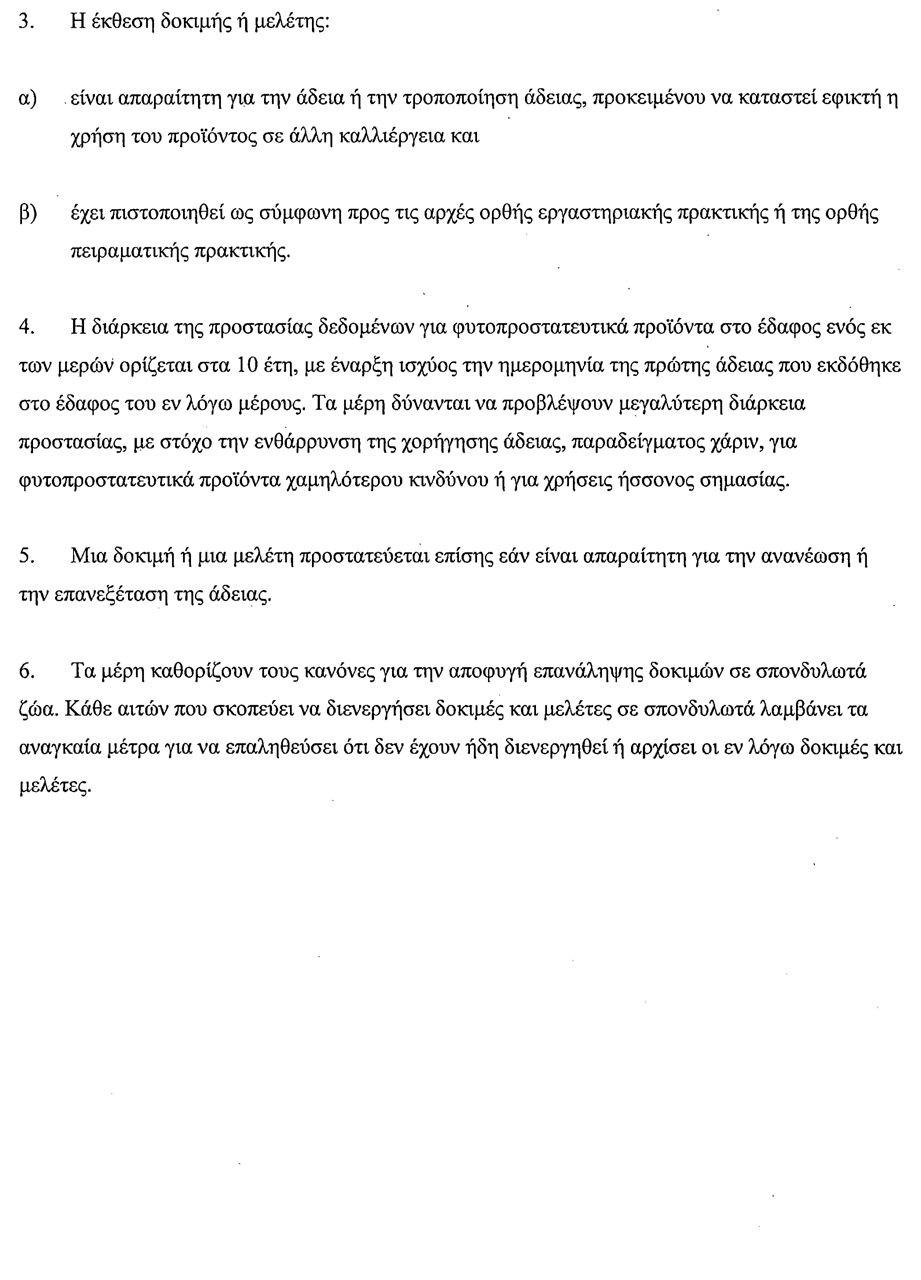 3. Η έκθεση δοκιμής ή μελέτης:
α) είναι απαραίτητη για την άδεια ή την τροποποίηση άδειας, προκειμένου να καταστεί εφικτή η
χρήση του προϊόντος σε άλλη καλλιέργεια και
β) έχει πιστοποιηθεί ως σύμφωνη προς τις αρχές ορθής εργαστηριακής πρακτικής ή της ορθής
πειραματικής πρακτικής.
4. Η διάρκεια της προστασίας δεδομένων για φυτοπροστατευτικά προϊόντα στο έδαφος ενός εκ
των μερών ορίζεται στα 10 έτη, με έναρξη ισχύος την ημερομηνία της πρώτης άδειας που εκδόθηκε
στο έδαφος του εν λόγω μέρους. Τα μέρη δύνανται να προβλέψουν μεγαλύτερη διάρκεια
προστασίας, με στόχο την ενθάρρυνση της χορήγησης άδειας, παραδείγματος χάριν, για
φυτοπροστατευτικά προϊόντα χαμηλότερου κινδύνου ή για χρήσεις ήσσονος σημασίας.
5. Μια δοκιμή ή μια μελέτη προστατεύεται επίσης εάν είναι απαραίτητη για την ανανέωση ή
την επανεξέταση της άδειας.
6. Τα μέρη καθορίζουν τους κανόνες για την αποφυγή επανάληψης δοκιμών σε σπονδυλωτά
ζώα. Κάθε αιτών που σκοπεύει να διενεργήσει δοκιμές και μελέτες σε σπονδυλωτά λαμβάνει τα
αναγκαία μέτρα για να επαληθεύσει ότι δεν έχουν ήδη διενεργηθεί ή αρχίσει οι εν λόγω δοκιμές και
μελέτες.